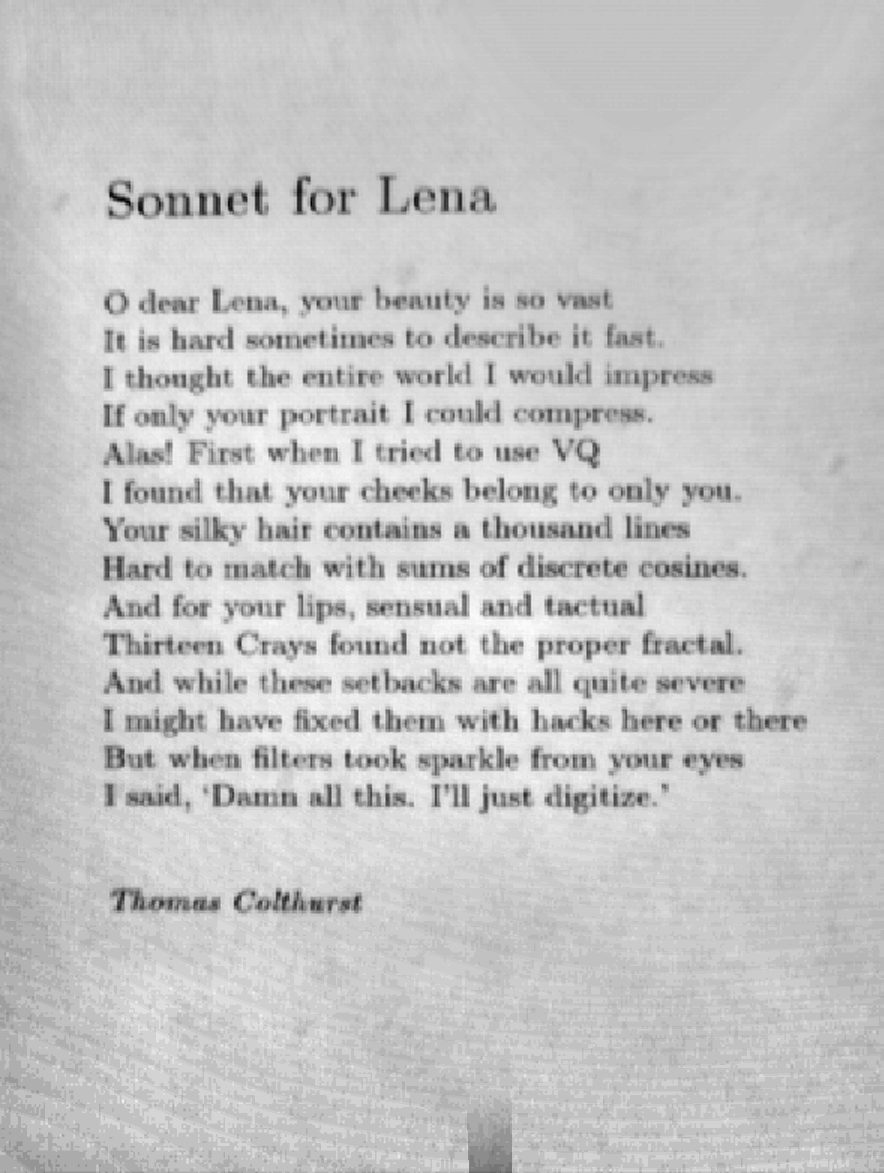 Sonnet for Lena
O dear Lena, your beauty is so vast
It is hard sometimes to describe it fast.
I thought the entire world I would impress
If only your portrait I could compress.
Alas! First when I tried to use VQ
I found that your cheeks belong to only you.
Your silky hair contains a thousand lines
Hard to match with sums of discrete cosines.
And for your lips, sensual and tactual
Thirteen Crays found not the proper fractal.
And while these setbacks are all quite severe
I might have fixed them with hacks here or there
But when filters took sparkle from your eyes
I said, ‘Damn all this. I'll just digitize.’
Thomas Colthurst